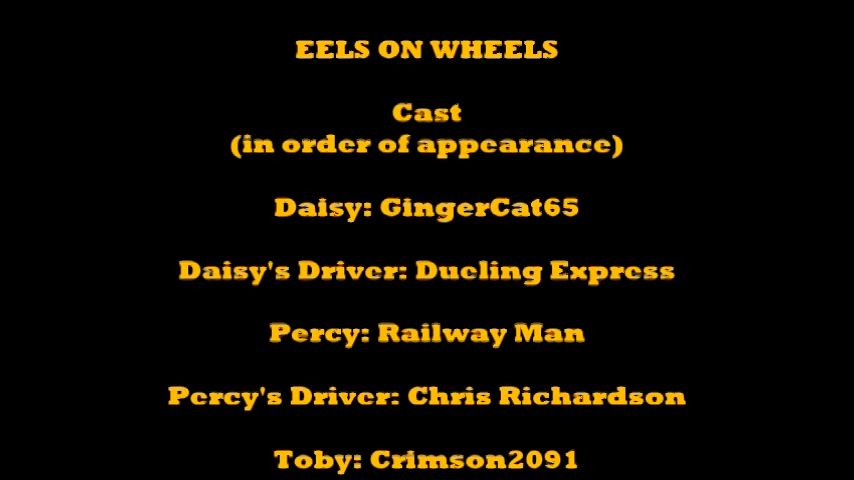 EELS ON WHEELS
Cast
(in order of appearance)
Daisy: GingerCat65
Daisy's Driver: Dueling Express
Percy: Railway Man
Percy's Driver: Chris Richardson
Toby: Crimson2091